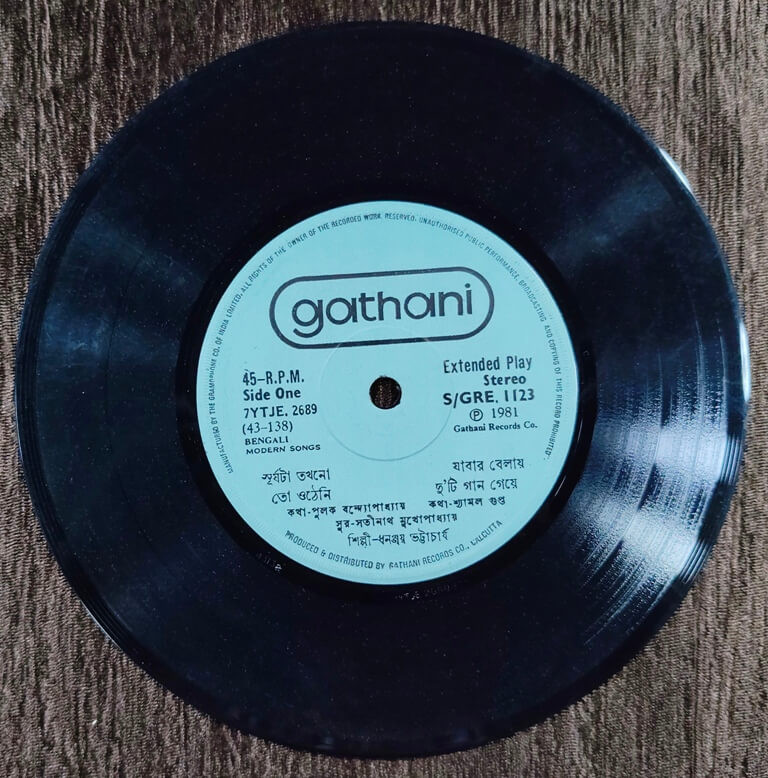 MANUFACTURED BY THE GRAMOPHONE CO. OF INDIA LIMITED. ALL RIGHTS OF THE OWNER OF THE RECORDED WORK RESERVED. UNAUTHORISED PUBLIC PERFORMANCE, BROADCASTING AND COPYING OF THIS RECORD PROHIBITED.
gathani
45-R.P.M.
Side One
7YTJE. 2689
(43-138)
BENGALI
MODERN SONGS
Extended Play
Stereo
S/GRE. 1123
Ⓟ 1981
Gathani Records Co.
সূর্যটা তখনো
তো ওঠেনি
যাবার বেলায়
দু'টি গান গেয়ে
কথা-পুলক বন্দ্যোপাধ্যায় কথা-শ্যামল গুপ্ত
সুর-সতীনাথ মুখোপাধ্যায়
শিল্পী-ধনঞ্জয় ভট্টাচার্য
PRODUCED & DISTRIBUTED BY GATHANI RECORDS CO., CALCUTTA